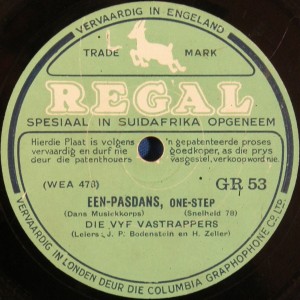 VERVAARDIG IN ENGELAND
TRADE MARK
REGAL
SPESIAAL IN SUIDAFRIKA OPGENEEM
Hierdie Plaat is volgens 'n gepatenteerde proses
vervaardig en durf nie goedkoper, as die prys
deur die patenthouers vasgestel, verkoop word nie.
(WEA 473) GR 53
EEN-PASDANS, ONE-STEP
(Dans Musiekkorps) (Snelheid 78)
DIE VYF VASTRAPPERS
(Leiers: J. P. Bodenstein en H. Zeller)
VERVAARDIG IN LONDEN DEUR DIE COLUMBIA GRAPHOPHONE CO. LTD.